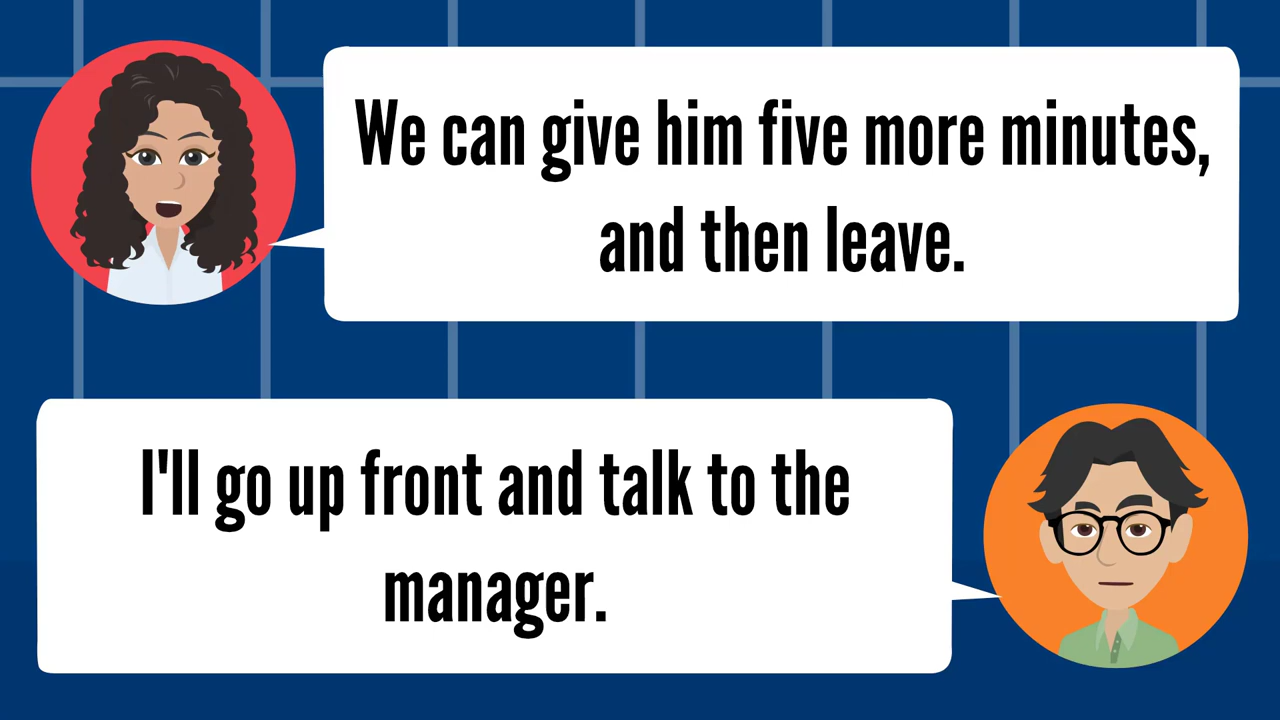 We can give him five more minutes,
and then leave.
I'll go up front and talk to the
manager.